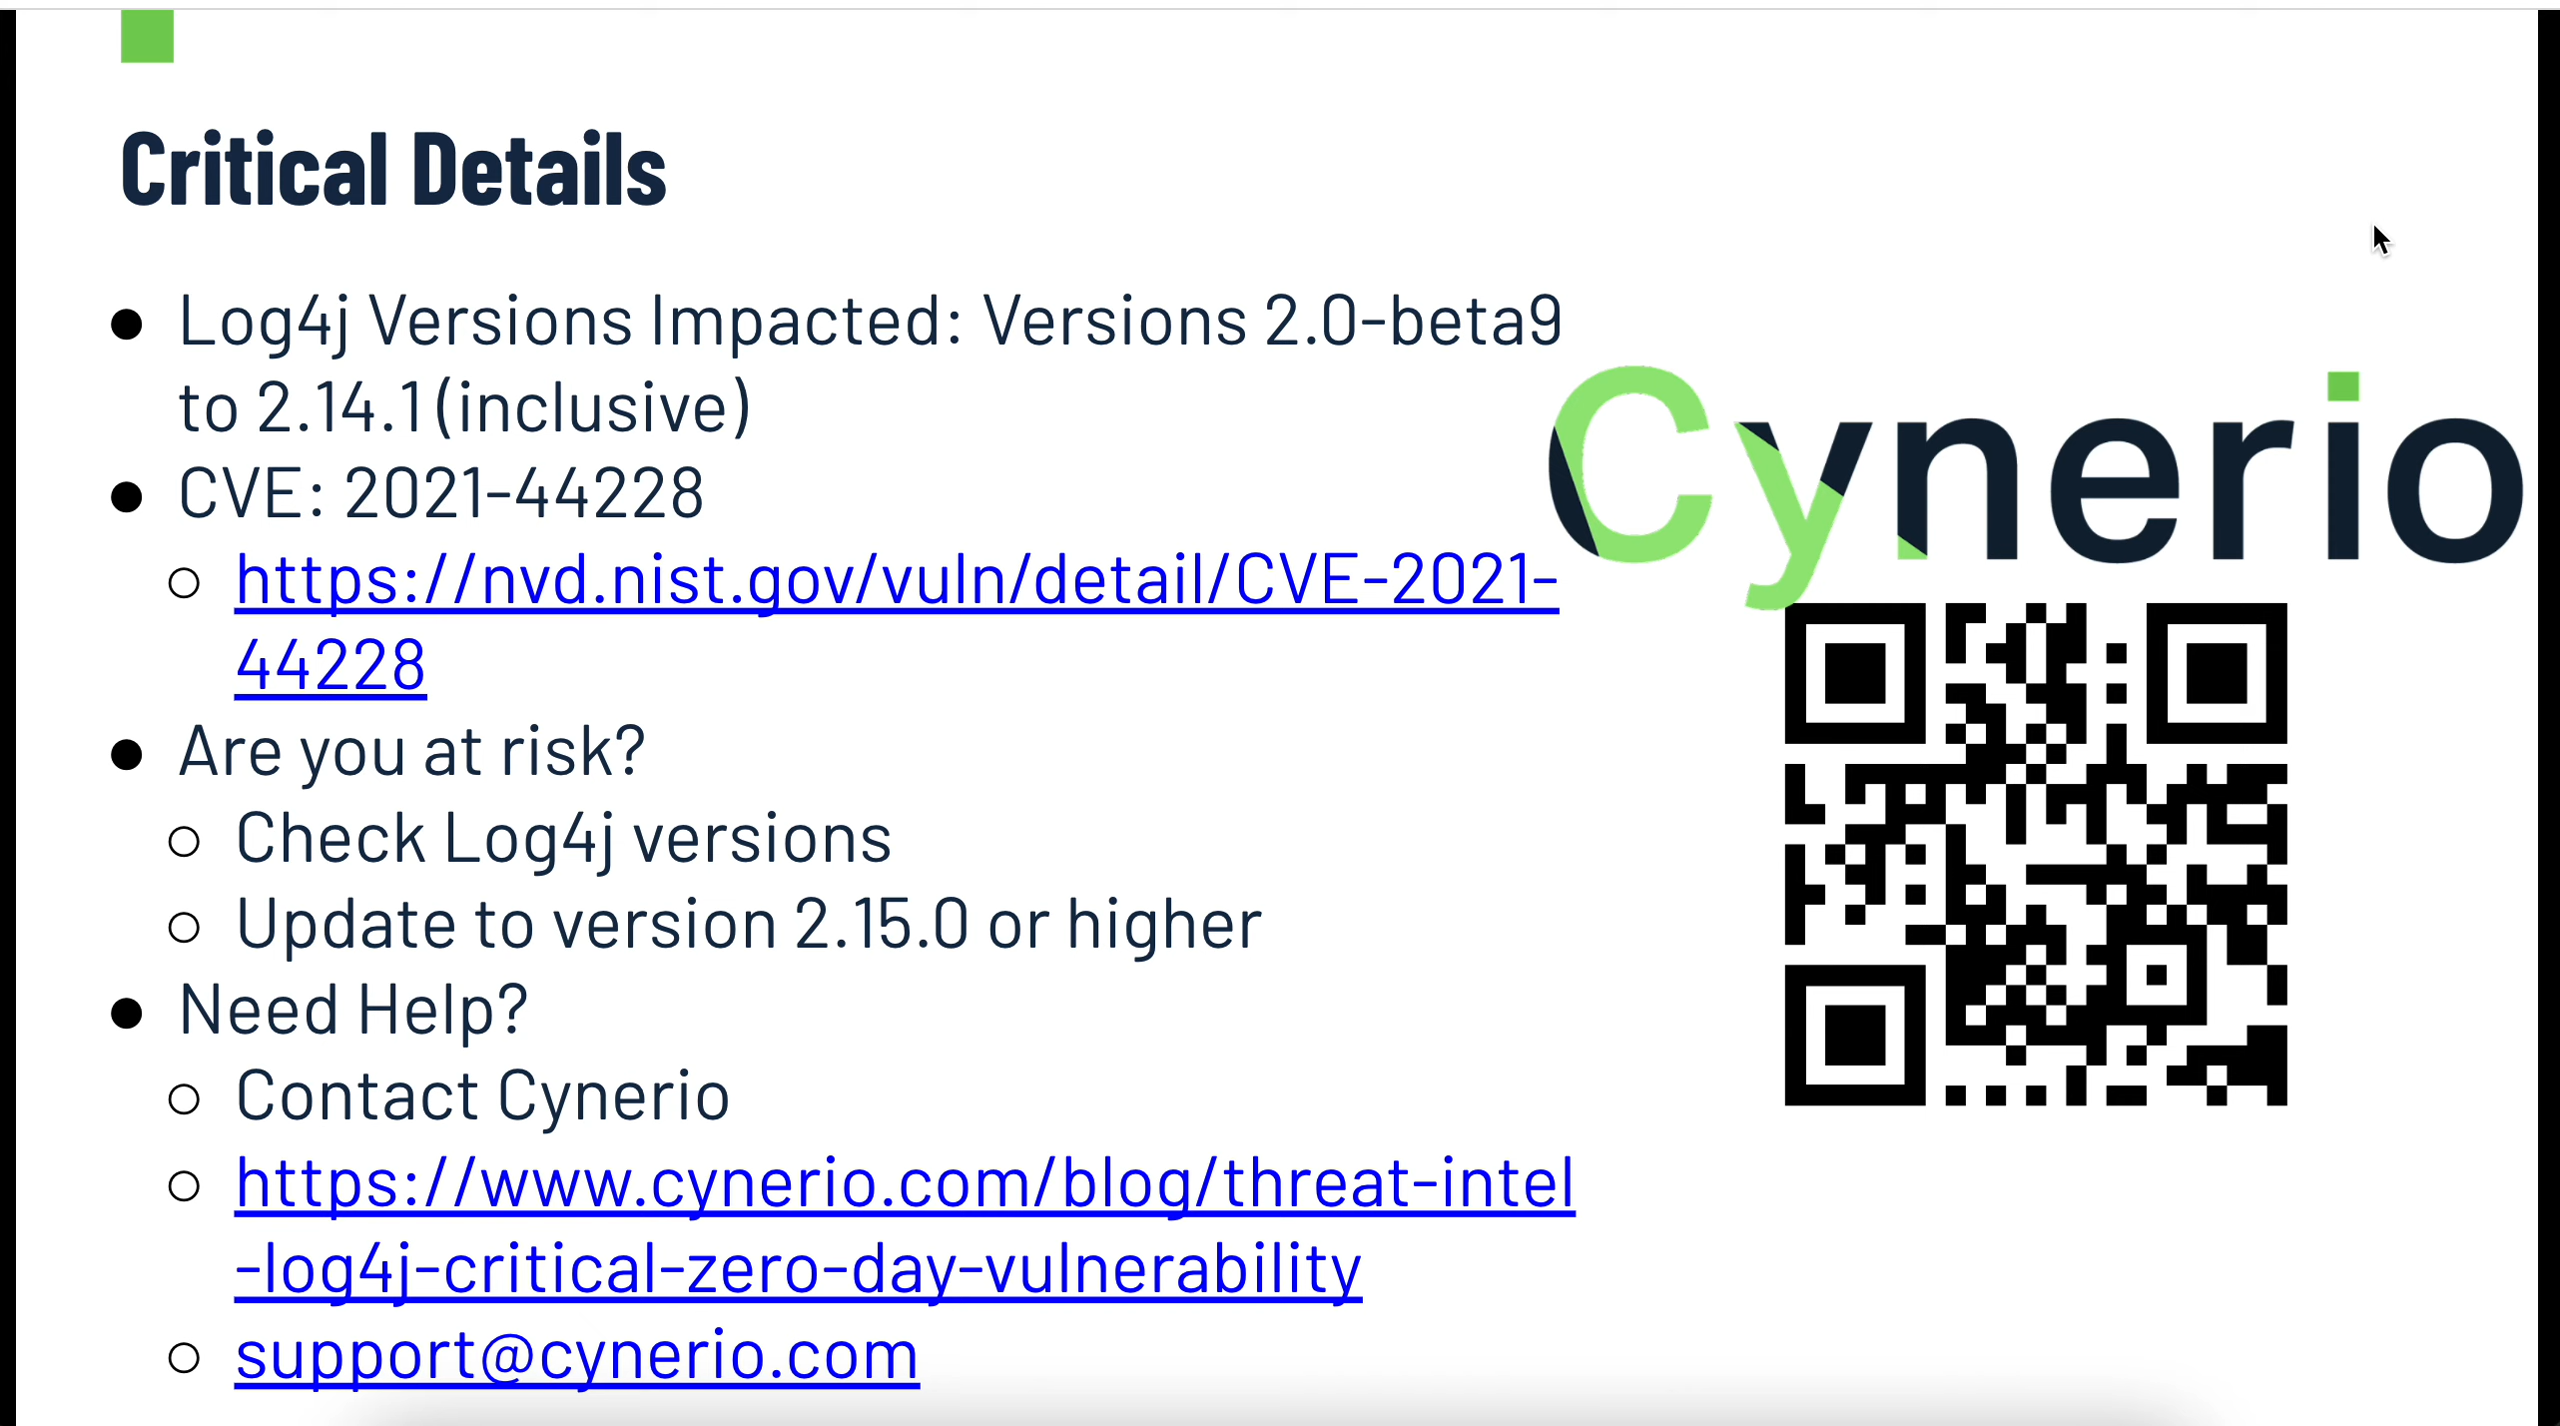 Critical Details
● Log4j Versions Impacted: Versions 2.0-beta9
to 2.14.1 (inclusive)
● CVE: 2021-44228
○ https://nvd.nist.gov/vuln/detail/CVE-2021-
44228
● Are you at risk?
○ Check Log4j versions
○ Update to version 2.15.0 or higher
● Need Help?
○ Contact Cynerio
○ https://www.cynerio.com/blog/threat-intel
-log4j-critical-zero-day-vulnerability
○ support@cynerio.com
Cynerio